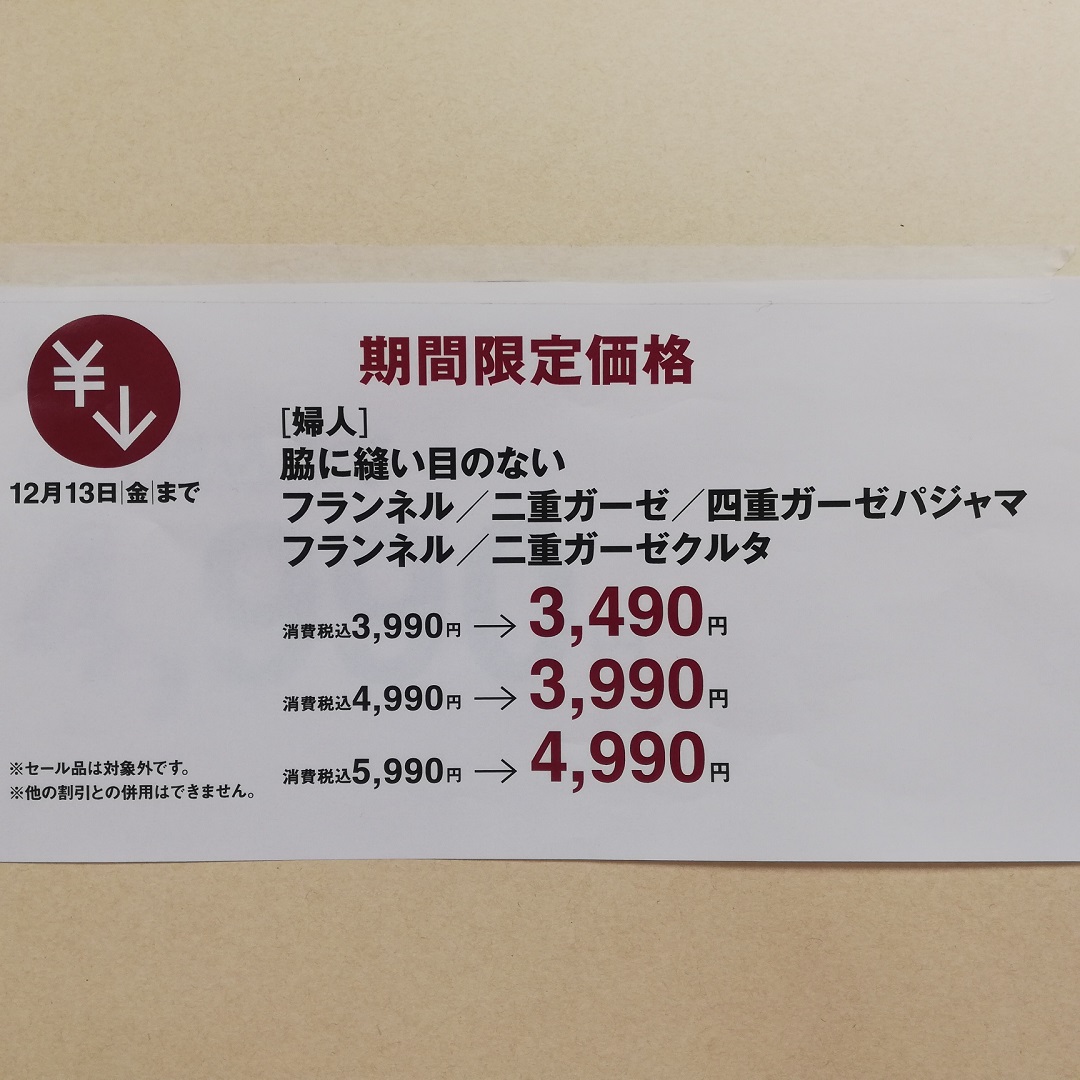 ¥↓
12月13日|金|まで
期間限定価格
[婦人]
脇に縫い目のない
フランネル／二重ガーゼ／四重ガーゼパジャマ
フランネル／二重ガーゼクルタ
消費税込3,990円→3,490円
消費税込4,990円→3,990円
消費税込5,990円→4,990円
※セール品は対象外です。
※他の割引との併用はできません。